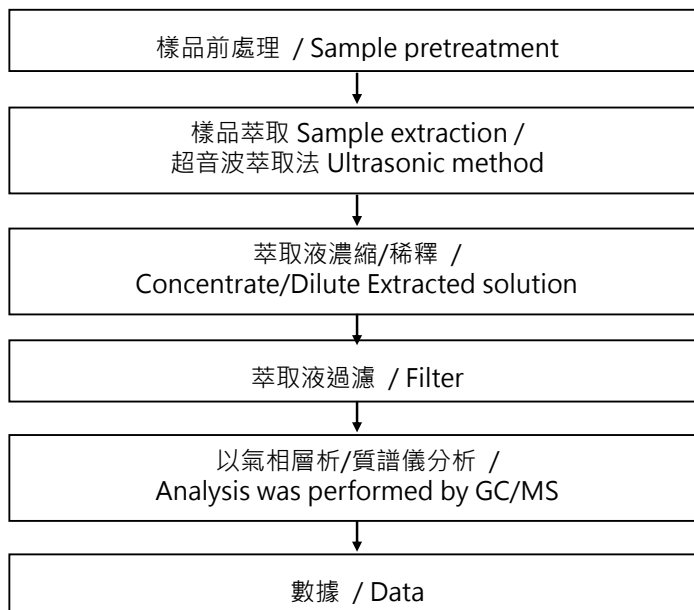 樣品前處理 / Sample pretreatment
樣品萃取 Sample extraction /
超音波萃取法 Ultrasonic method
萃取液濃縮/稀釋 /
Concentrate/Dilute Extracted solution
萃取液過濾 / Filter
以氣相層析/質譜儀分析 /
Analysis was performed by GC/MS
數據 / Data